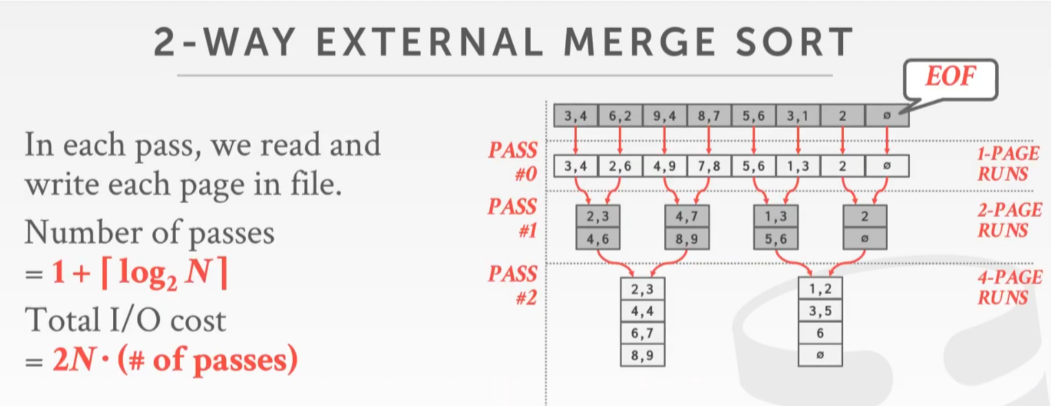 2-WAY EXTERNAL MERGE SORT
EOF
In each pass, we read and
write each page in file.
Number of passes
= 1 + ⌈ log₂ N ⌉
Total I/O cost
= 2N · (# of passes)
3,4 6,2 9,4 8,7 5,6 3,1 2 ø
PASS
#0
3,4 2,6 4,9 7,8 5,6 1,3 2 ø
1-PAGE
RUNS
PASS
#1
2,3 4,7 1,3 2
4,6 8,9 5,6 ø
2-PAGE
RUNS
PASS
#2
2,3 1,2
4,4 3,5
6,7 6
8,9 ø
4-PAGE
RUNS